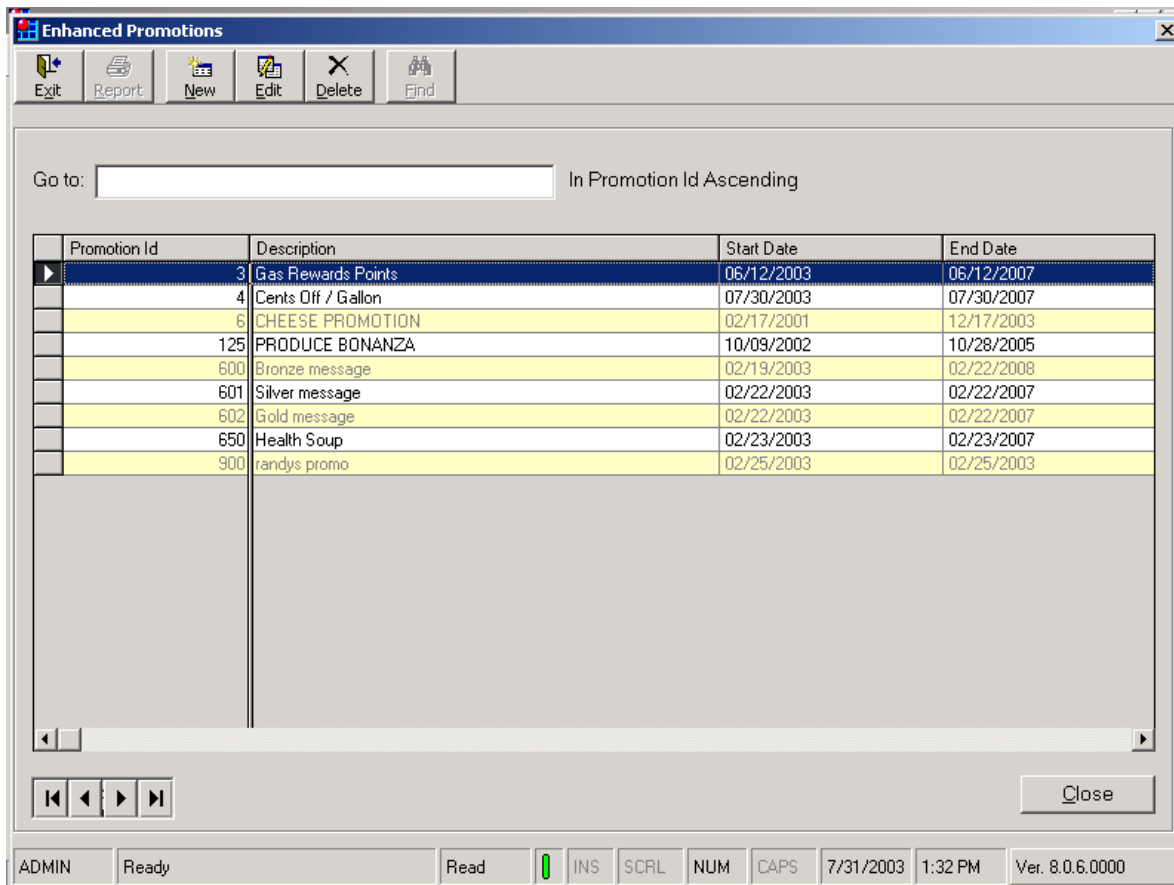 Enhanced Promotions
Exit Report New Edit Delete Find
Go to: In Promotion Id Ascending
Promotion Id Description Start Date End Date
3 Gas Rewards Points 06/12/2003 06/12/2007
4 Cents Off / Gallon 07/30/2003 07/30/2007
6 CHEESE PROMOTION 02/17/2001 12/17/2003
125 PRODUCE BONANZA 10/09/2002 10/28/2005
600 Bronze message 02/19/2003 02/22/2008
601 Silver message 02/22/2003 02/22/2007
602 Gold message 02/22/2003 02/22/2007
650 Health Soup 02/23/2003 02/23/2007
900 randys promo 02/25/2003 02/25/2003
Close
ADMIN Ready Read INS SCRL NUM CAPS 7/31/2003 1:32 PM Ver. 8.0.6.0000